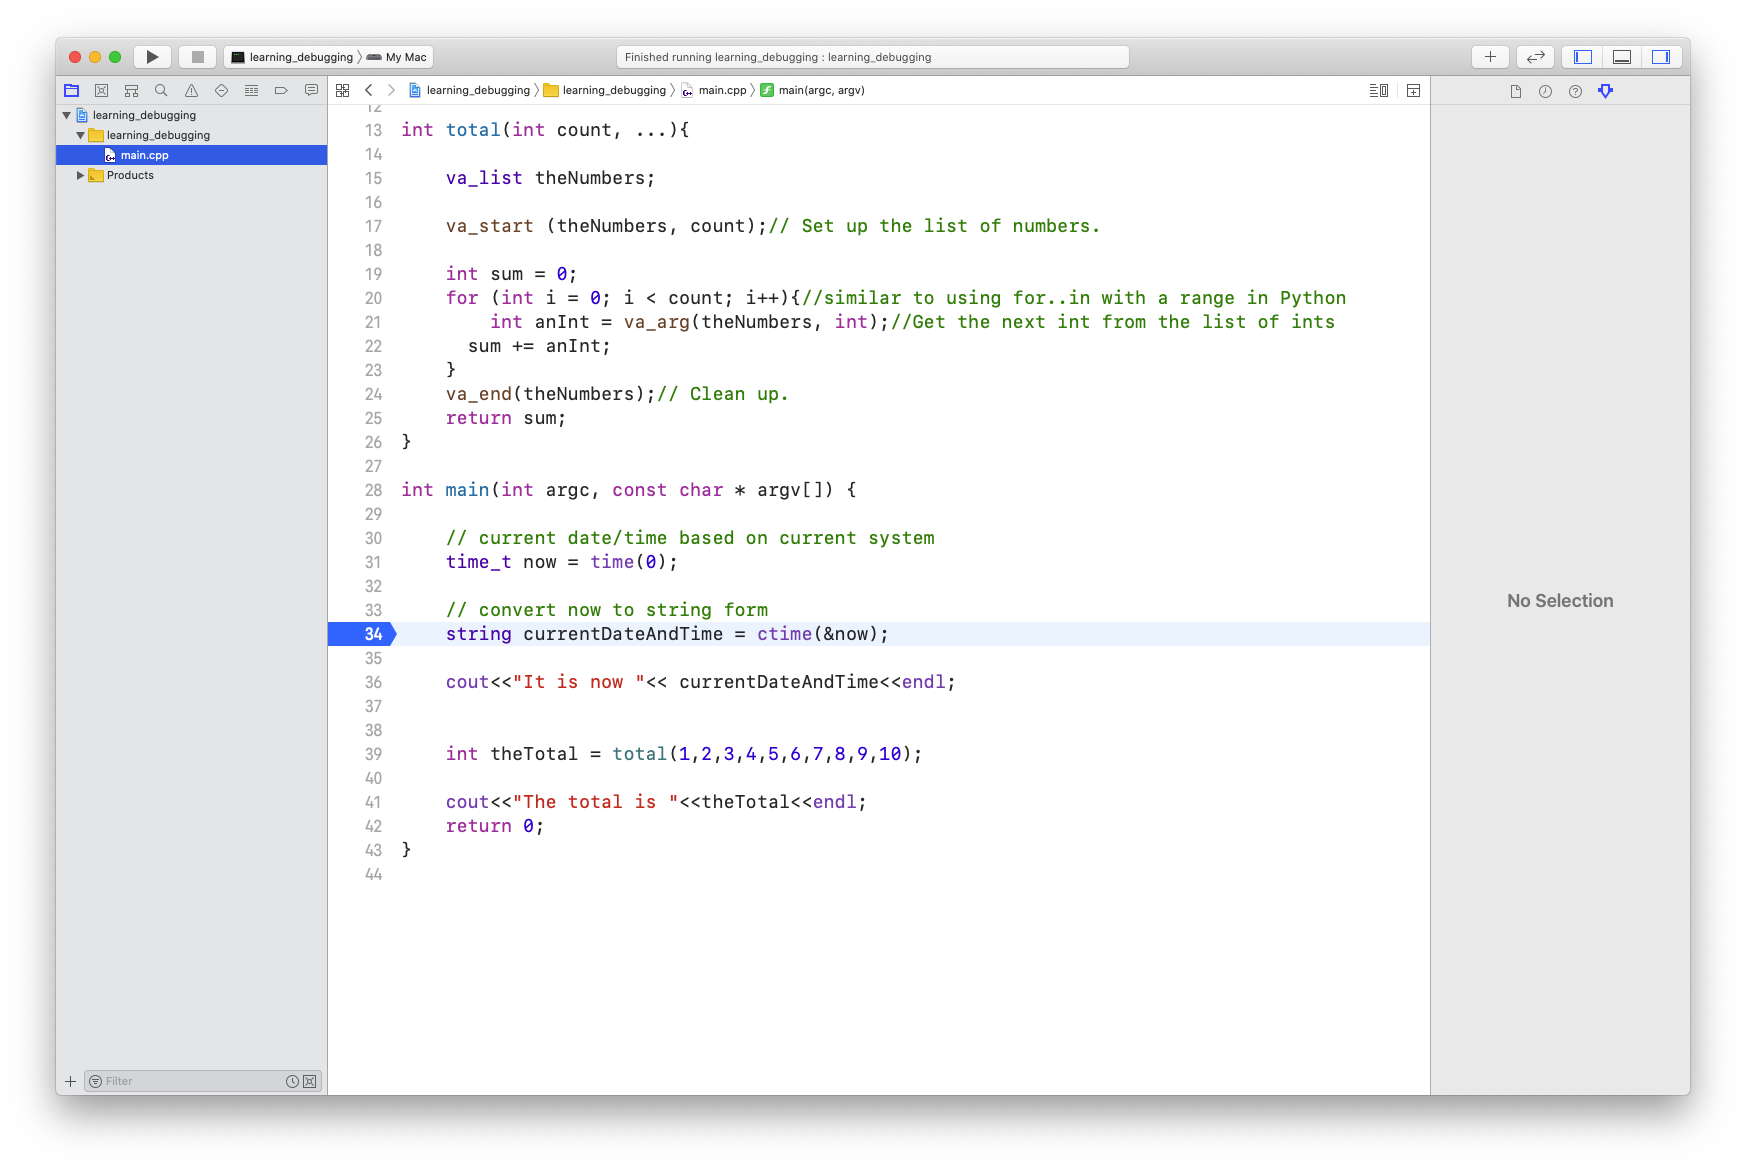 learning_debugging 〉 My Mac
Finished running learning_debugging : learning_debugging
learning_debugging 〉 learning_debugging 〉 main.cpp 〉 main(argc, argv)
learning_debugging
learning_debugging
main.cpp
Products
12
13 int total(int count, ...){
14
15 va_list theNumbers;
16
17 va_start (theNumbers, count);// Set up the list of numbers.
18
19 int sum = 0;
20 for (int i = 0; i < count; i++){//similar to using for..in with a range in Python
21 int anInt = va_arg(theNumbers, int);//Get the next int from the list of ints
22 sum += anInt;
23 }
24 va_end(theNumbers);// Clean up.
25 return sum;
26 }
27
28 int main(int argc, const char * argv[]) {
29
30 // current date/time based on current system
31 time_t now = time(0);
32
33 // convert now to string form
34 string currentDateAndTime = ctime(&now);
35
36 cout<<"It is now "<< currentDateAndTime<<endl;
37
38
39 int theTotal = total(1,2,3,4,5,6,7,8,9,10);
40
41 cout<<"The total is "<<theTotal<<endl;
42 return 0;
43 }
44
No Selection
Filter